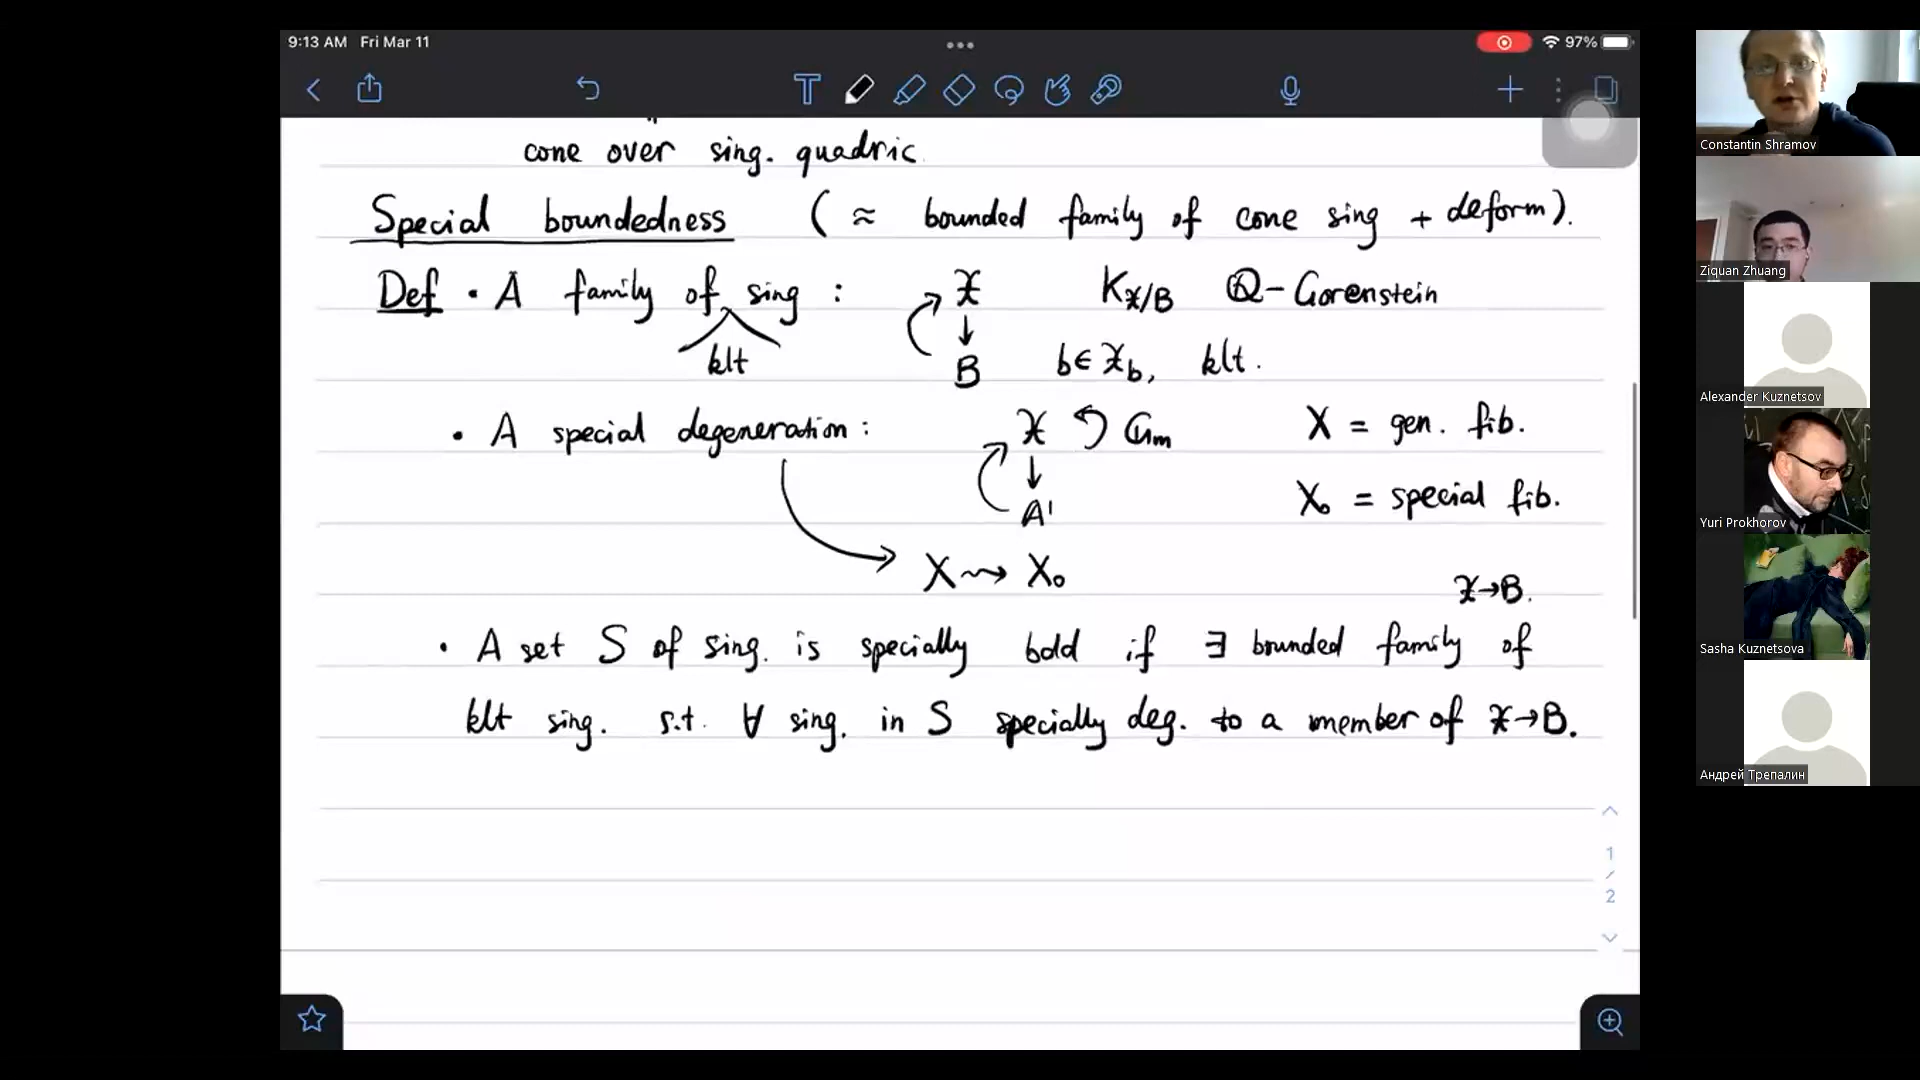 9:13 AM Fri Mar 11
97%
cone over sing. quadric.
Special boundedness (≈ bounded family of cone sing + deform).
Def • A family of sing : 𝒳 K𝒳/B ℚ-Gorenstein
klt ↓
B b∈𝒳b, klt.
• A special degeneration: 𝒳 ↶ 𝔾m X = gen. fib.
↓
A¹ X₀ = special fib.
X ⇝ X₀
𝒳→B.
• A set S of sing. is specially bdd if ∃ bounded family of
klt sing. s.t. ∀ sing. in S specially deg. to a member of 𝒳→B.
1
/
2
Constantin Shramov
Ziquan Zhuang
Alexander Kuznetsov
Yuri Prokhorov
Sasha Kuznetsova
Андрей Трепалин